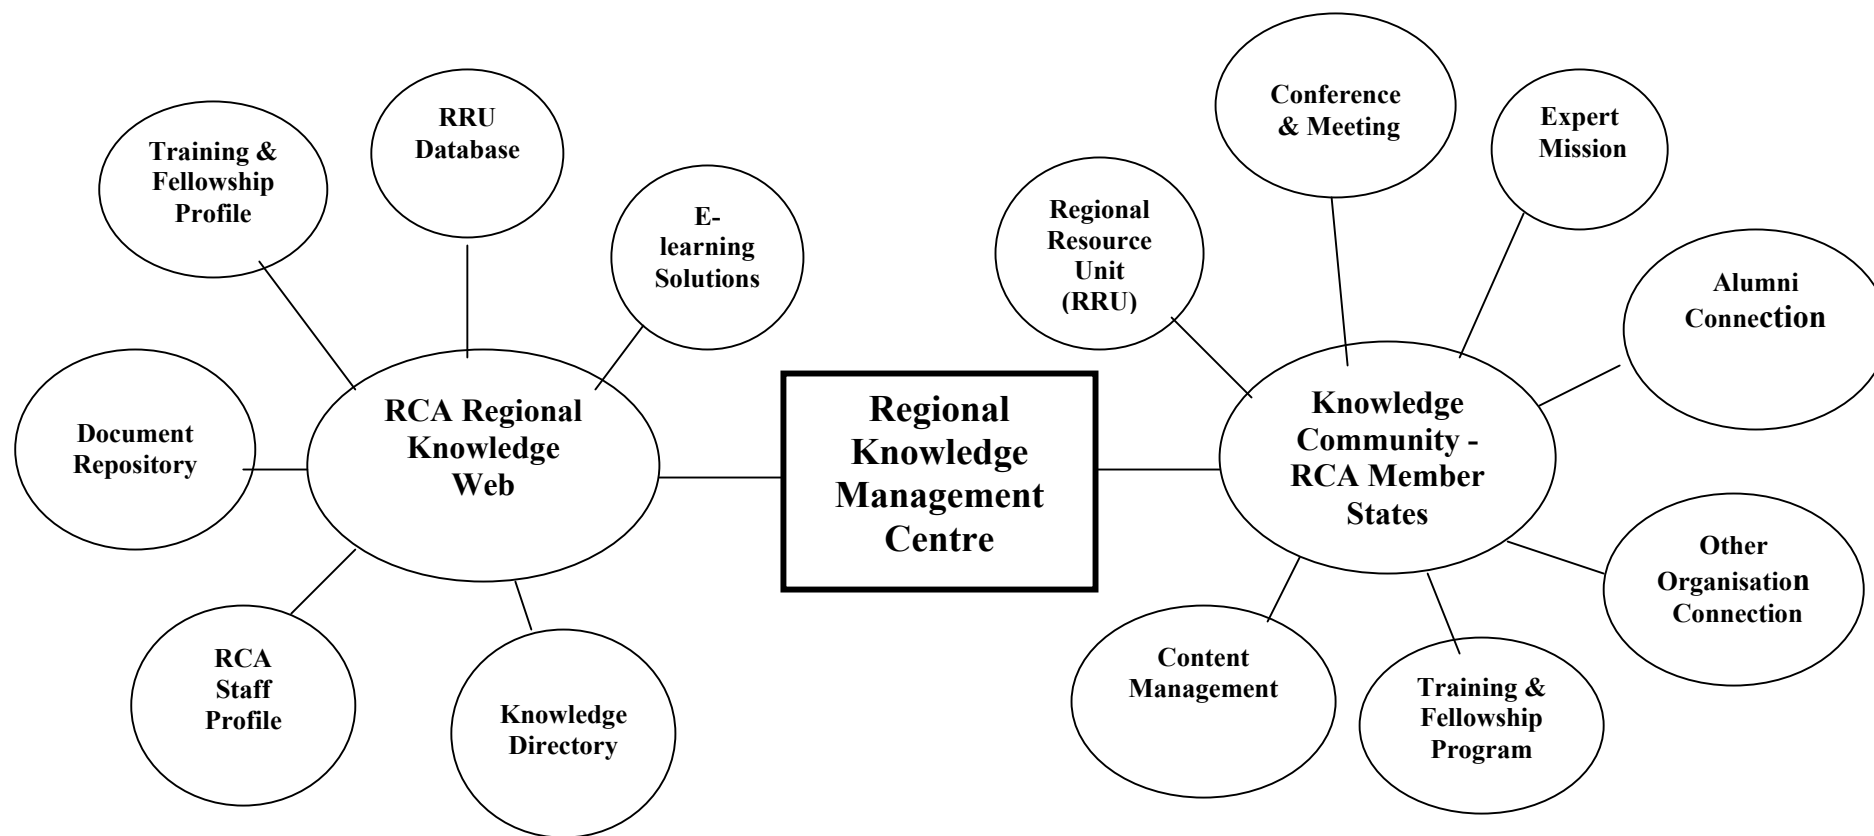 Training &
Fellowship
Profile
RRU
Database
E-
learning
Solutions
Document
Repository
RCA Regional
Knowledge
Web
RCA
Staff
Profile
Knowledge
Directory
Regional
Knowledge
Management
Centre
Regional
Resource
Unit
(RRU)
Conference
& Meeting
Expert
Mission
Alumni
Connection
Knowledge
Community -
RCA Member
States
Other
Organisation
Connection
Content
Management
Training &
Fellowship
Program